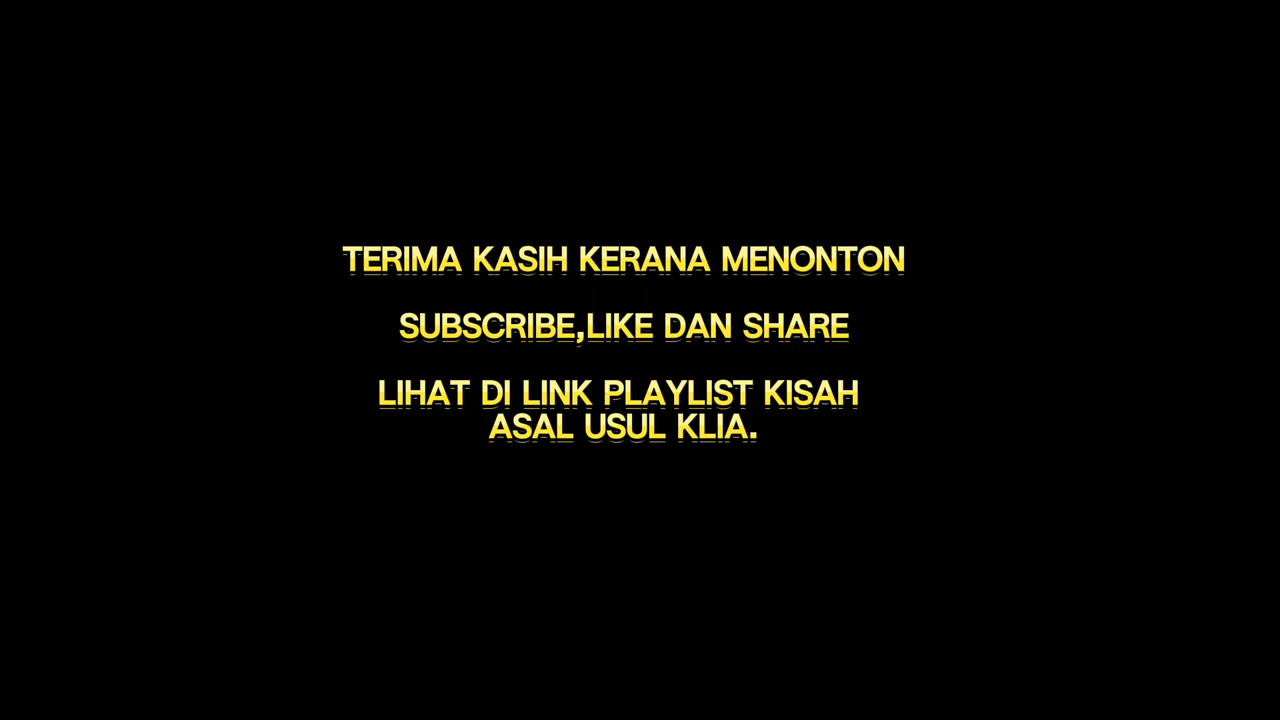 TERIMA KASIH KERANA MENONTON
SUBSCRIBE,LIKE DAN SHARE
LIHAT DI LINK PLAYLIST KISAH
ASAL USUL KLIA.